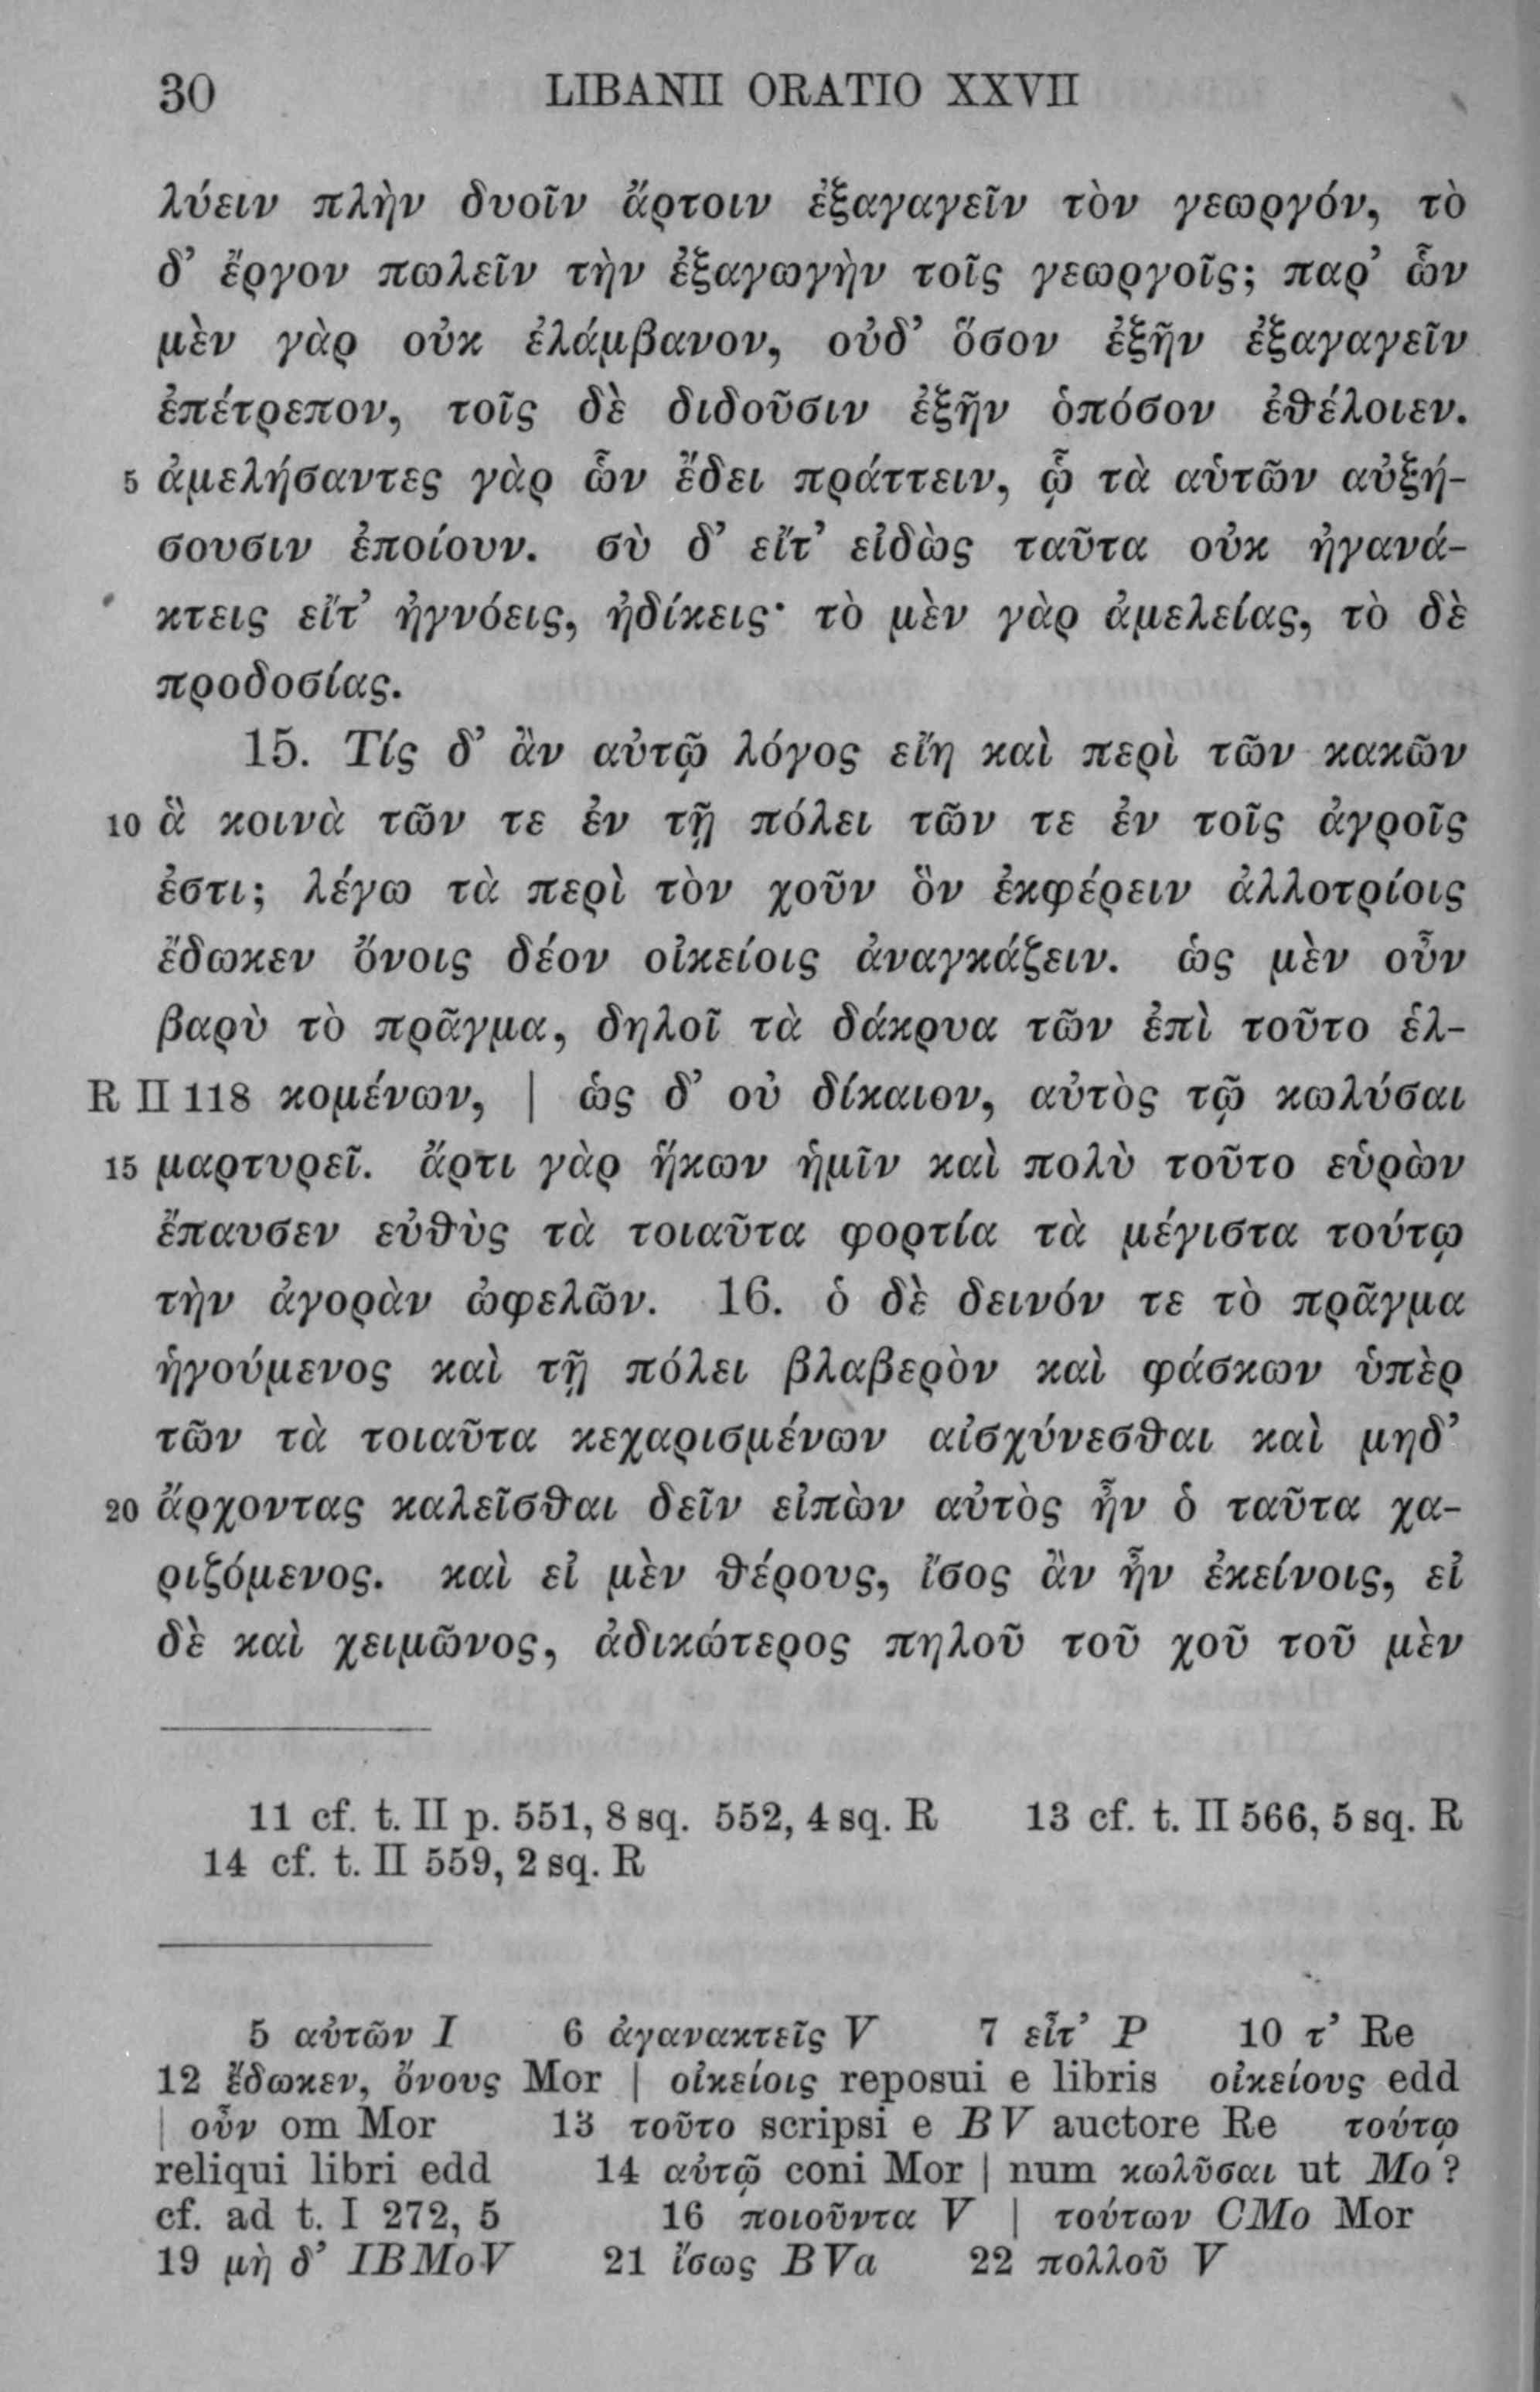 30 LIBANII ORATIO XXVII
λύειν πλὴν δυοῖν ἄρτοιν ἐξαγαγεῖν τὸν γεωργόν, τὸ
δ’ ἔργον πωλεῖν τὴν ἐξαγωγὴν τοῖς γεωργοῖς; παρ’ ὧν
μὲν γὰρ οὐκ ἐλάμβανον, οὐδ’ ὅσον ἐξῆν ἐξαγαγεῖν
ἐπέτρεπον, τοῖς δὲ διδοῦσιν ἐξῆν ὁπόσον ἐθέλοιεν.
5 ἀμελήσαντες γὰρ ὧν ἔδει πράττειν, ᾧ τὰ αὑτῶν αὐξή-
σουσιν ἐποίουν. σὺ δ’ εἴτ’ εἰδὼς ταῦτα οὐκ ἠγανά-
κτεις εἴτ’ ἠγνόεις, ἠδίκεις· τὸ μὲν γὰρ ἀμελείας, τὸ δὲ
προδοσίας.
15. Τίς δ’ ἂν αὐτῷ λόγος εἴη καὶ περὶ τῶν κακῶν
10 ἃ κοινὰ τῶν τε ἐν τῇ πόλει τῶν τε ἐν τοῖς ἀγροῖς
ἐστι; λέγω τὰ περὶ τὸν χοῦν ὃν ἐκφέρειν ἀλλοτρίοις
ἔδωκεν ὄνοις δέον οἰκείοις ἀναγκάζειν. ὡς μὲν οὖν
βαρὺ τὸ πρᾶγμα, δηλοῖ τὰ δάκρυα τῶν ἐπὶ τοῦτο ἑλ-
R II 118 κομένων, | ὡς δ’ οὐ δίκαιον, αὐτὸς τῷ κωλύσαι
15 μαρτυρεῖ. ἄρτι γὰρ ἥκων ἡμῖν καὶ πολὺ τοῦτο εὑρὼν
ἔπαυσεν εὐθὺς τὰ τοιαῦτα φορτία τὰ μέγιστα τούτῳ
τὴν ἀγορὰν ὠφελῶν. 16. ὁ δὲ δεινόν τε τὸ πρᾶγμα
ἡγούμενος καὶ τῇ πόλει βλαβερὸν καὶ φάσκων ὑπὲρ
τῶν τὰ τοιαῦτα κεχαρισμένων αἰσχύνεσθαι καὶ μηδ’
20 ἄρχοντας καλεῖσθαι δεῖν εἰπὼν αὐτὸς ἦν ὁ ταῦτα χα-
ριζόμενος. καὶ εἰ μὲν θέρους, ἴσος ἂν ἦν ἐκείνοις, εἰ
δὲ καὶ χειμῶνος, ἀδικώτερος πηλοῦ τοῦ χοῦ τοῦ μὲν
11 cf. t. II p. 551, 8 sq. 552, 4 sq. R 13 cf. t. II 566, 5 sq. R
14 cf. t. II 559, 2 sq. R
5 αὐτῶν I 6 ἀγανακτεῖς V 7 εἶτ’ P 10 τ’ Re
12 ἔδωκεν, ὄνους Mor | οἰκείοις reposui e libris οἰκείους edd
| οὖν om Mor 13 τοῦτο scripsi e BV auctore Re τούτῳ
reliqui libri edd 14 αὐτῷ coni Mor | num κωλῦσαι ut Mo?
cf. ad t. I 272, 5 16 ποιοῦντα V | τούτων CMo Mor
19 μὴ δ’ IBMoV 21 ἴσως BVa 22 πολλοῦ V